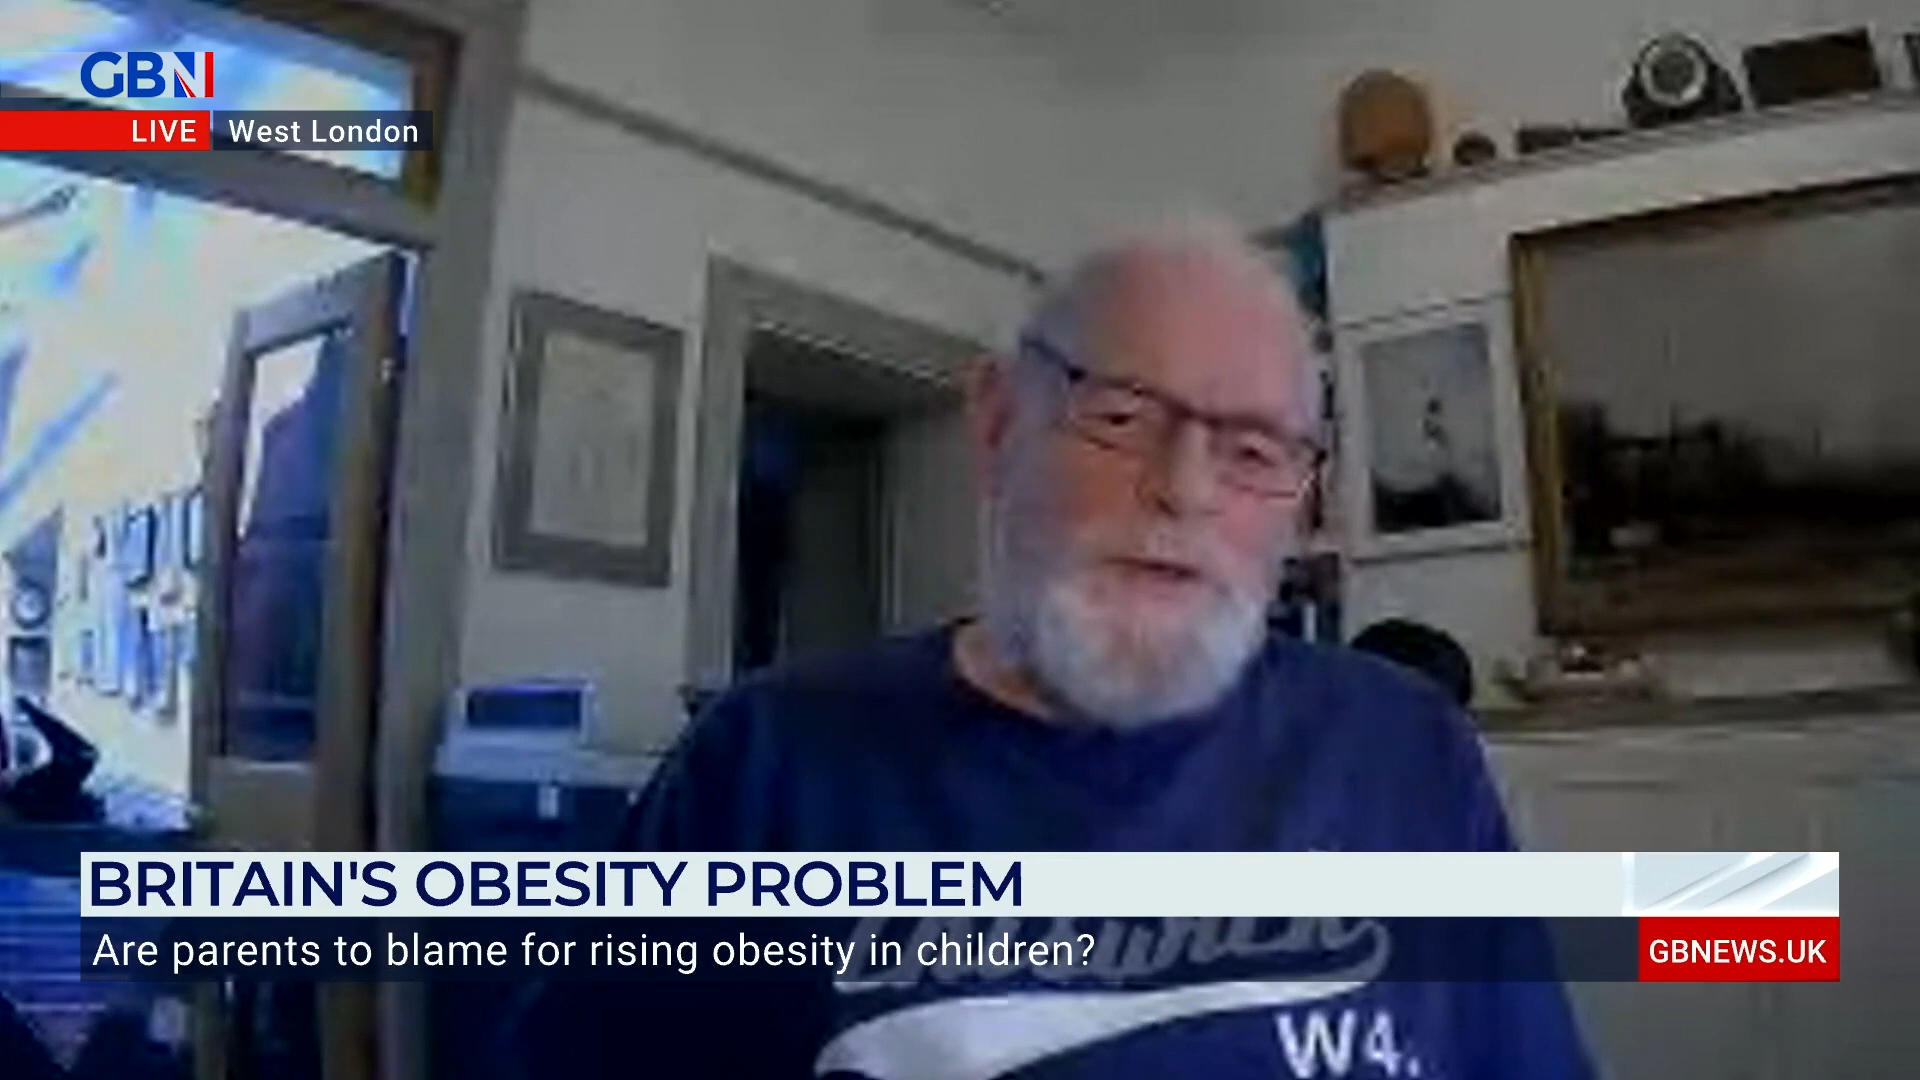 GBN
LIVE West London
BRITAIN'S OBESITY PROBLEM
Are parents to blame for rising obesity in children?
GBNEWS.UK
W4.